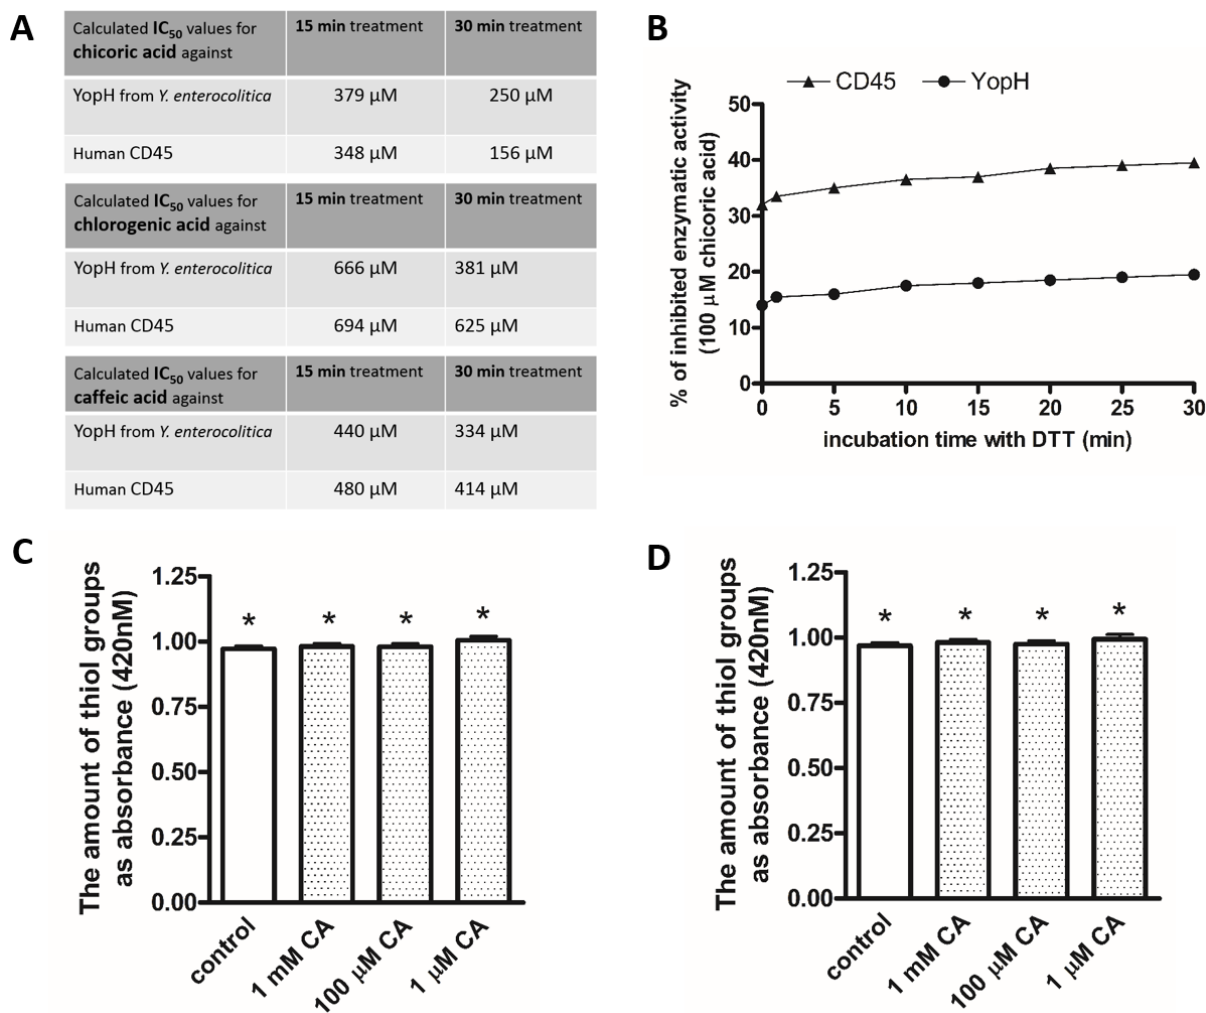 A
Calculated IC50 values for
chicoric acid against
15 min treatment
30 min treatment
YopH from Y. enterocolitica
379 µM
250 µM
Human CD45
348 µM
156 µM
Calculated IC50 values for
chlorogenic acid against
15 min treatment
30 min treatment
YopH from Y. enterocolitica
666 µM
381 µM
Human CD45
694 µM
625 µM
Calculated IC50 values for
caffeic acid against
15 min treatment
30 min treatment
YopH from Y. enterocolitica
440 µM
334 µM
Human CD45
480 µM
414 µM
B
CD45
YopH
% of inhibited enzymatic activity
(100 µM chicoric acid)
50
40
30
20
10
0
0 5 10 15 20 25 30
incubation time with DTT (min)
C
The amount of thiol groups
as absorbance (420nM)
1.25
1.00
0.75
0.50
0.25
0.00
* * * *
control
1 mM CA
100 µM CA
1 µM CA
D
The amount of thiol groups
as absorbance (420nM)
1.25
1.00
0.75
0.50
0.25
0.00
* * * *
control
1 mM CA
100 µM CA
1 µM CA